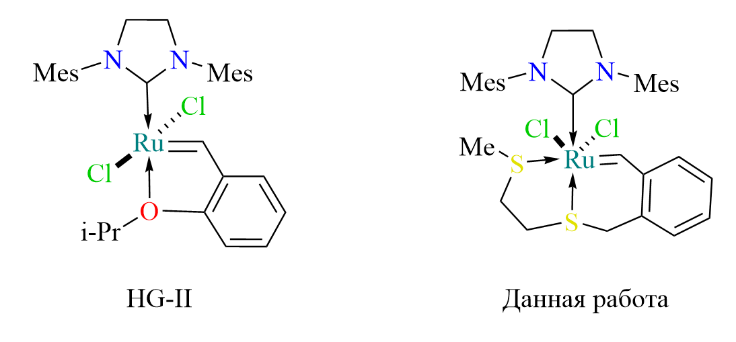 N N
Mes Mes
Cl
Ru
Cl
O
i-Pr
HG-II
N N
Mes Mes
Cl Cl
Me
S Ru
S
Данная работа